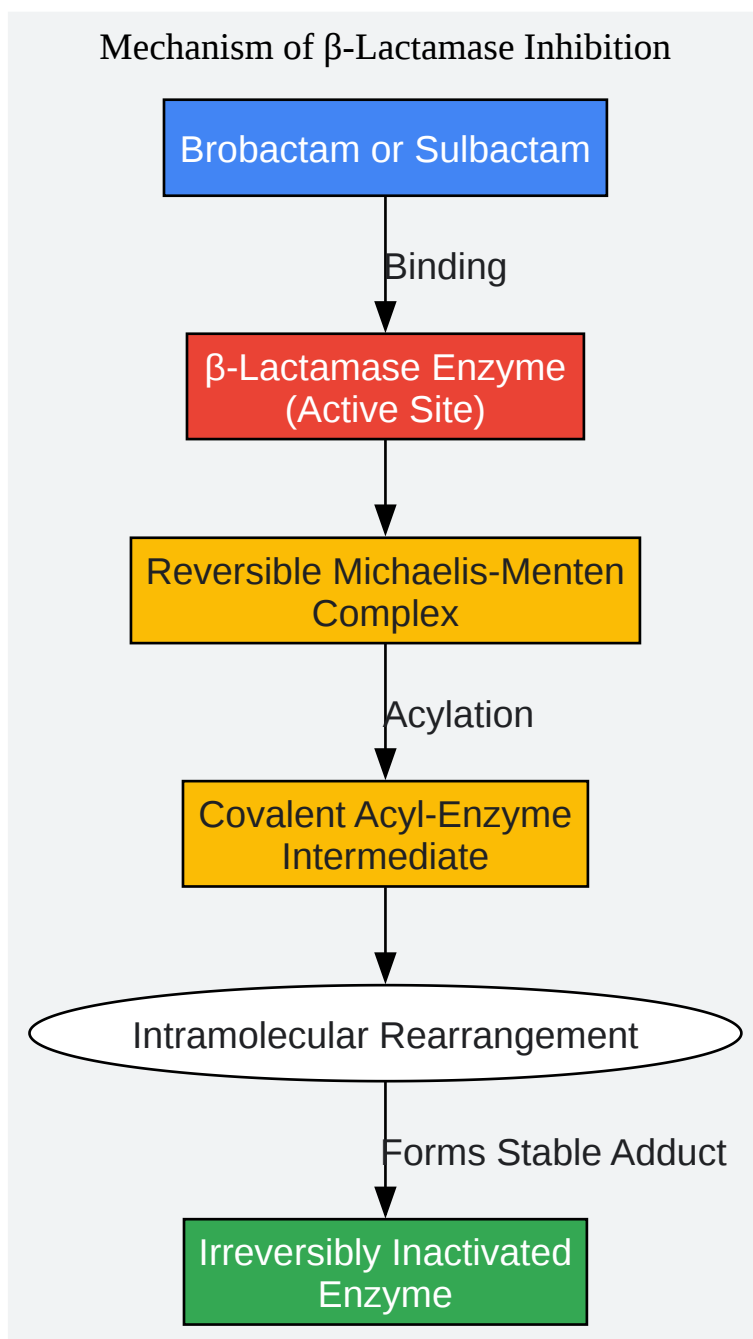 Mechanism of β-Lactamase Inhibition
Brobactam or Sulbactam
Binding
β-Lactamase Enzyme
(Active Site)
Reversible Michaelis-Menten
Complex
Acylation
Covalent Acyl-Enzyme
Intermediate
Intramolecular Rearrangement
Forms Stable Adduct
Irreversibly Inactivated
Enzyme